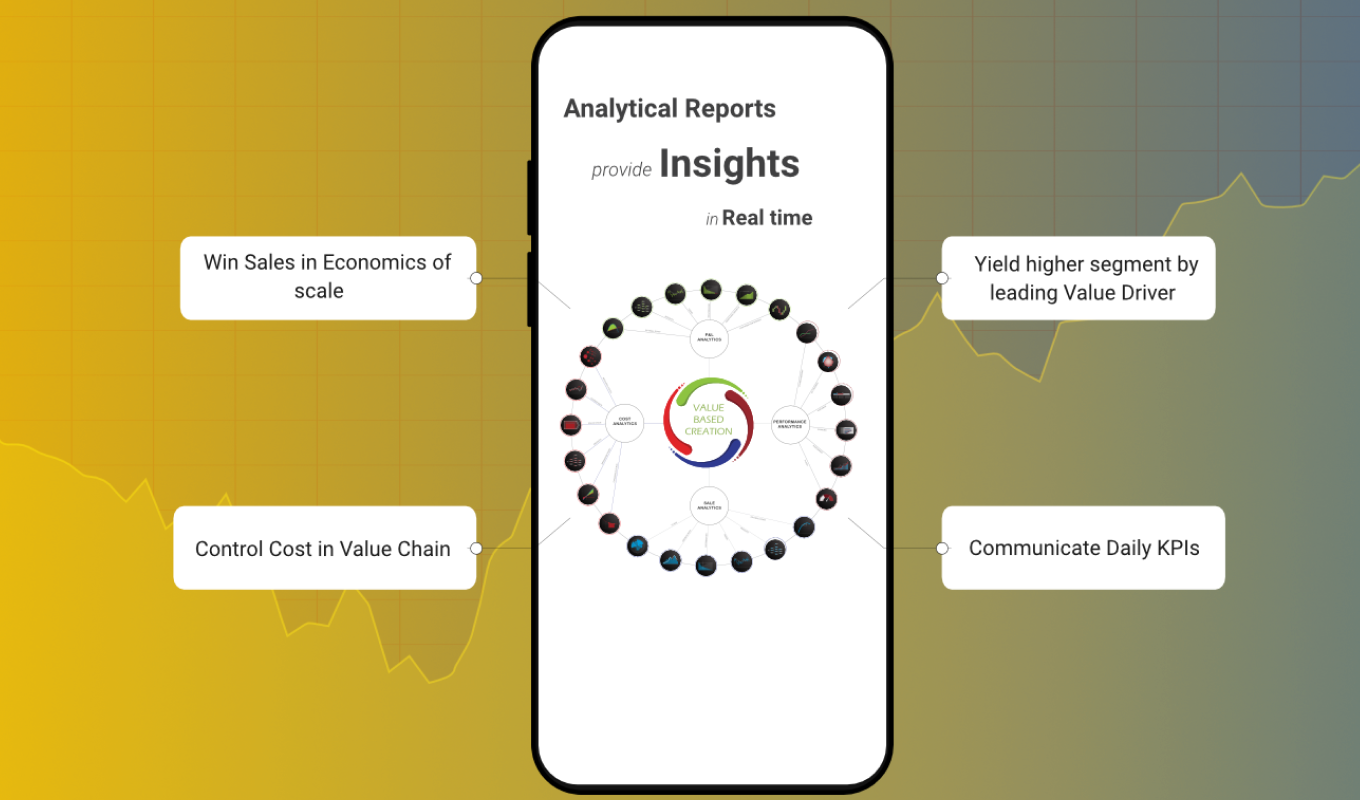 Analytical Reports
provide Insights
in Real time
Win Sales in Economics of
scale
Yield higher segment by
leading Value Driver
P&L
ANALYTICS
COST
ANALYTICS
VALUE
BASED
CREATION
PERFORMANCE
ANALYTICS
SALE
ANALYTICS
Control Cost in Value Chain
Communicate Daily KPIs